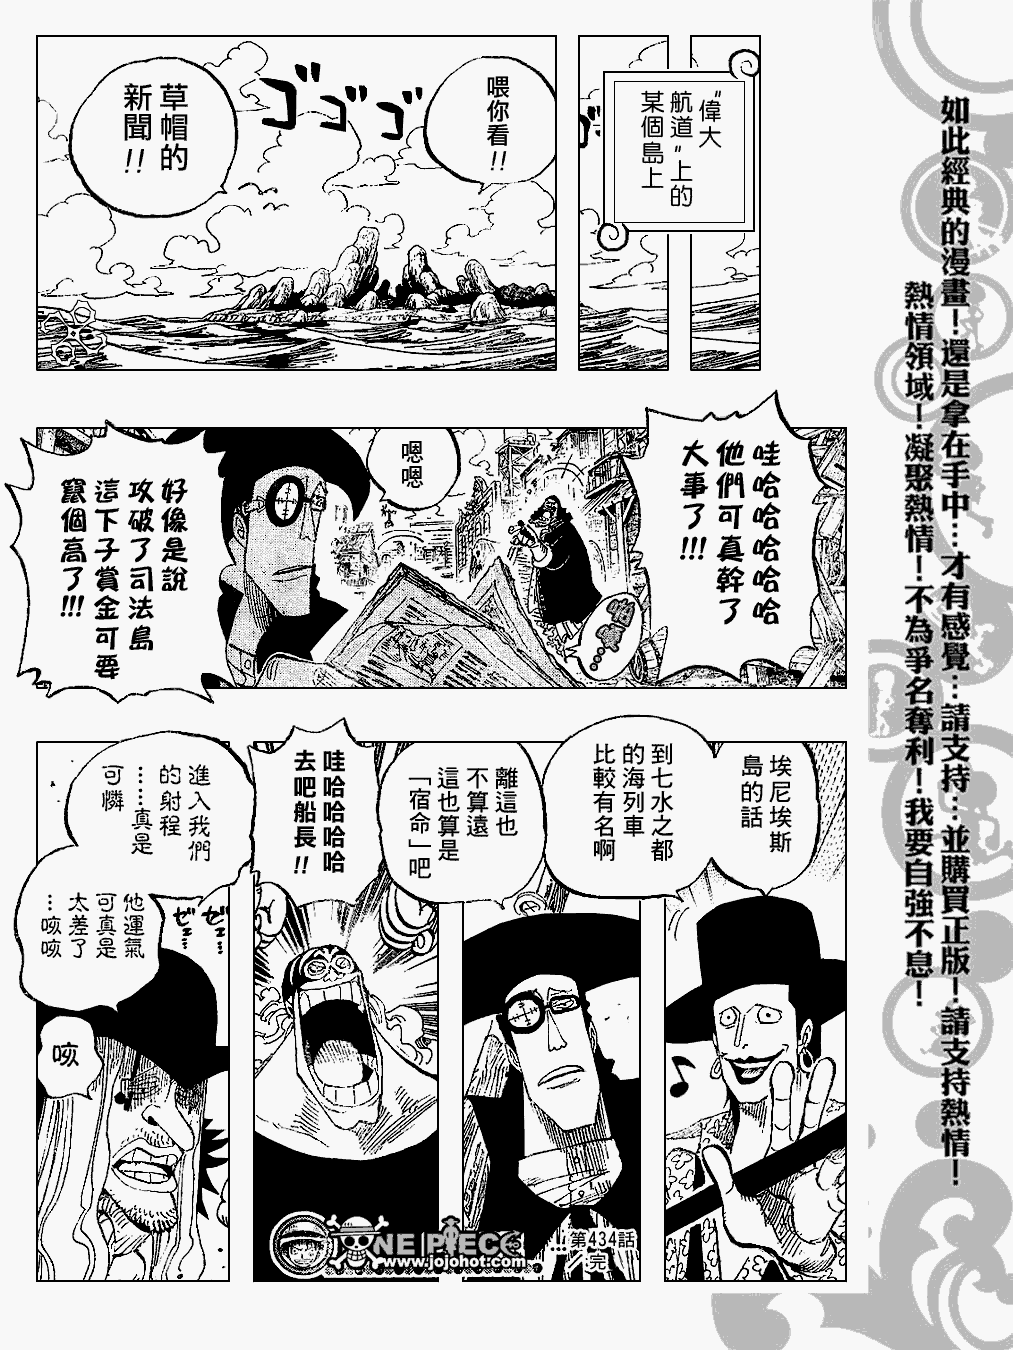 〝偉大
航道〞上的
某個島上
喂你看!!
ゴゴゴゴ
草帽的
新聞!!
哇哈哈哈哈哈
他們可真幹了
大事了!!!
嗯嗯
好像是說
攻破了司法島
這下子賞金可要
竄個高了!!!
埃尼埃斯
島的話
到七水之都
的海列車
比較有名啊
離這也
不算遠
這也算是
「宿命」吧
哇哈哈哈哈
去吧船長!!
進入我們
的射程
……真是
可憐
他運氣
可真是
太差了
…咳咳
ゼェ…
ゼェ…
咳
ONE PIECE
www.jojohot.com
…第434話
／完
如此經典的漫畫！還是拿在手中…才有感覺…請支持…並購買正版！請支持熱情！
熱情領域！凝聚熱情！不為爭名奪利！我要自強不息！